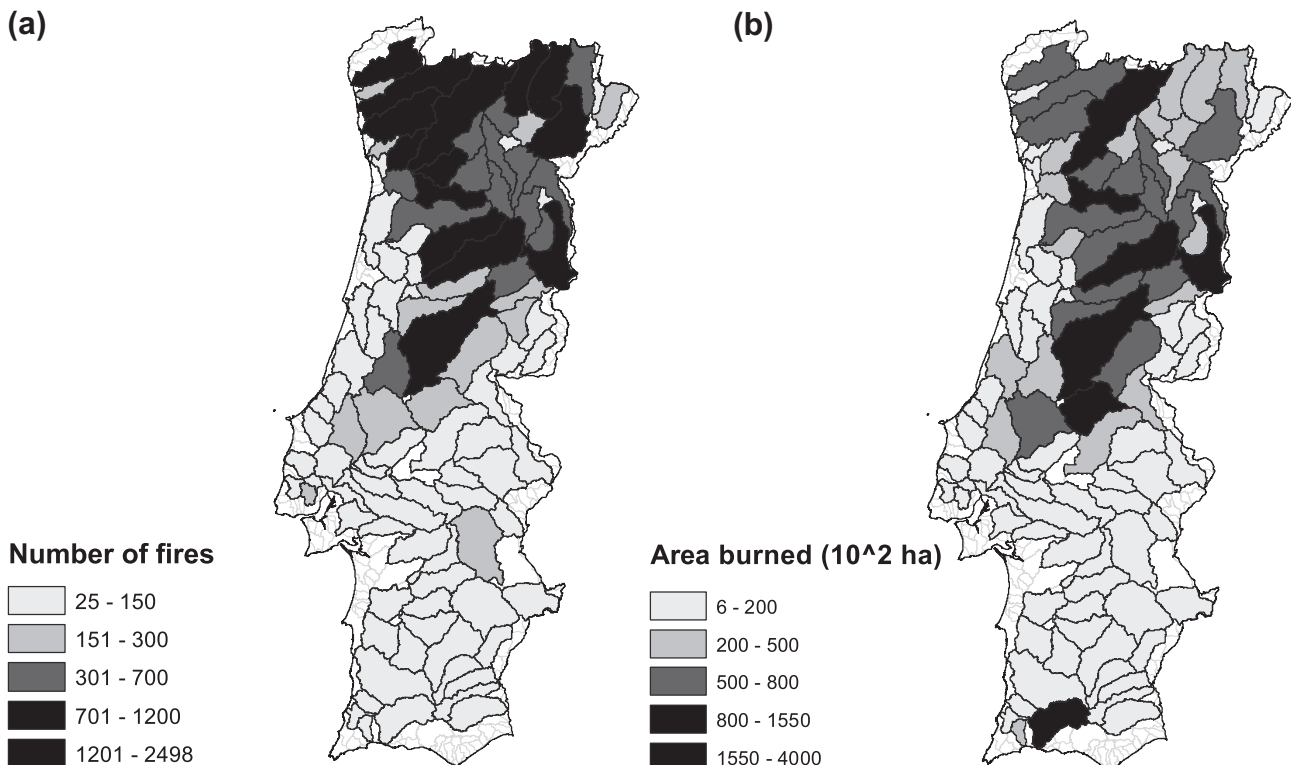 (a)
(b)
Number of fires
25 - 150
151 - 300
301 - 700
701 - 1200
1201 - 2498
Area burned (10^2 ha)
6 - 200
200 - 500
500 - 800
800 - 1550
1550 - 4000